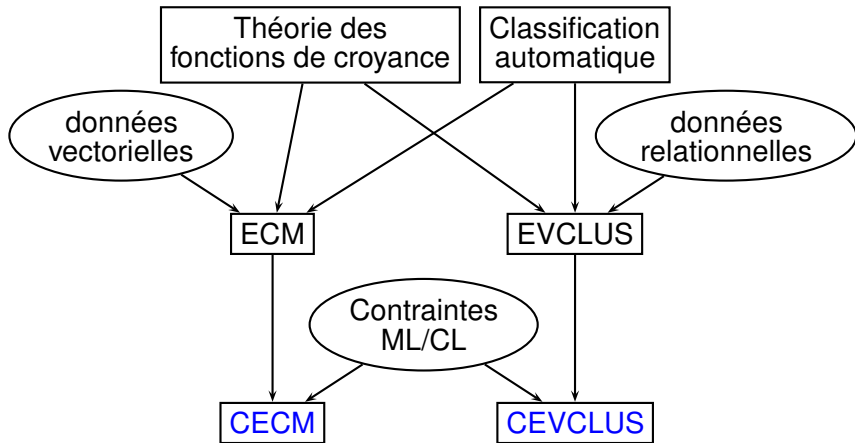 Théorie des
fonctions de croyance
Classification
automatique
données
vectorielles
données
relationnelles
ECM
EVCLUS
Contraintes
ML/CL
CECM
CEVCLUS